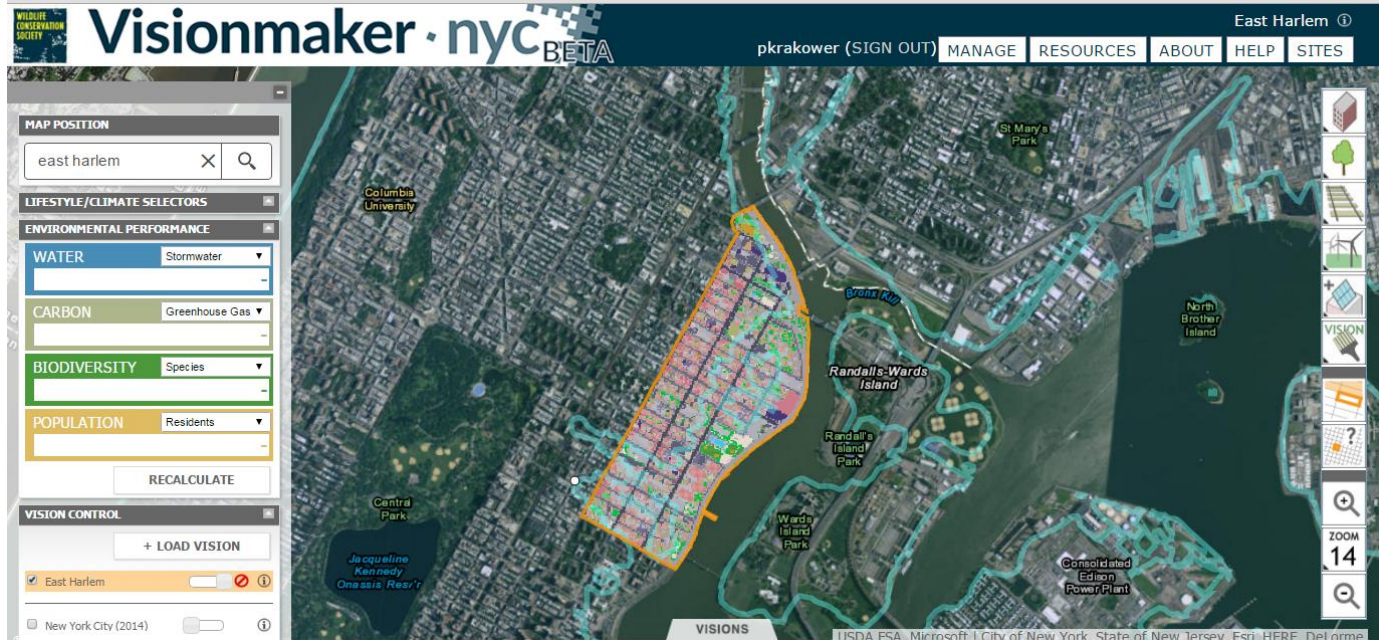 WILDLIFE
CONSERVATION
SOCIETY
Visionmaker · nyc BETA
East Harlem
pkrakower (SIGN OUT) MANAGE RESOURCES ABOUT HELP SITES
MAP POSITION
east harlem
LIFESTYLE/CLIMATE SELECTORS
ENVIRONMENTAL PERFORMANCE
WATER Stormwater
CARBON Greenhouse Gas
BIODIVERSITY Species
POPULATION Residents
RECALCULATE
VISION CONTROL
+ LOAD VISION
East Harlem
New York City (2014)
Columbia
University
St Mary's
Park
Bronx Kill
North
Brother
Island
Randalls-Wards
Island
Randall's
Island
Park
Central
Park
Wards
Island
Park
Jacqueline
Kennedy
Onassis Resr'r
Consolidated
Edison
Power Plant
VISION
ZOOM
14
VISIONS
USDA FSA, Microsoft | City of New York, State of New Jersey, Esri, HERE, DeLorme